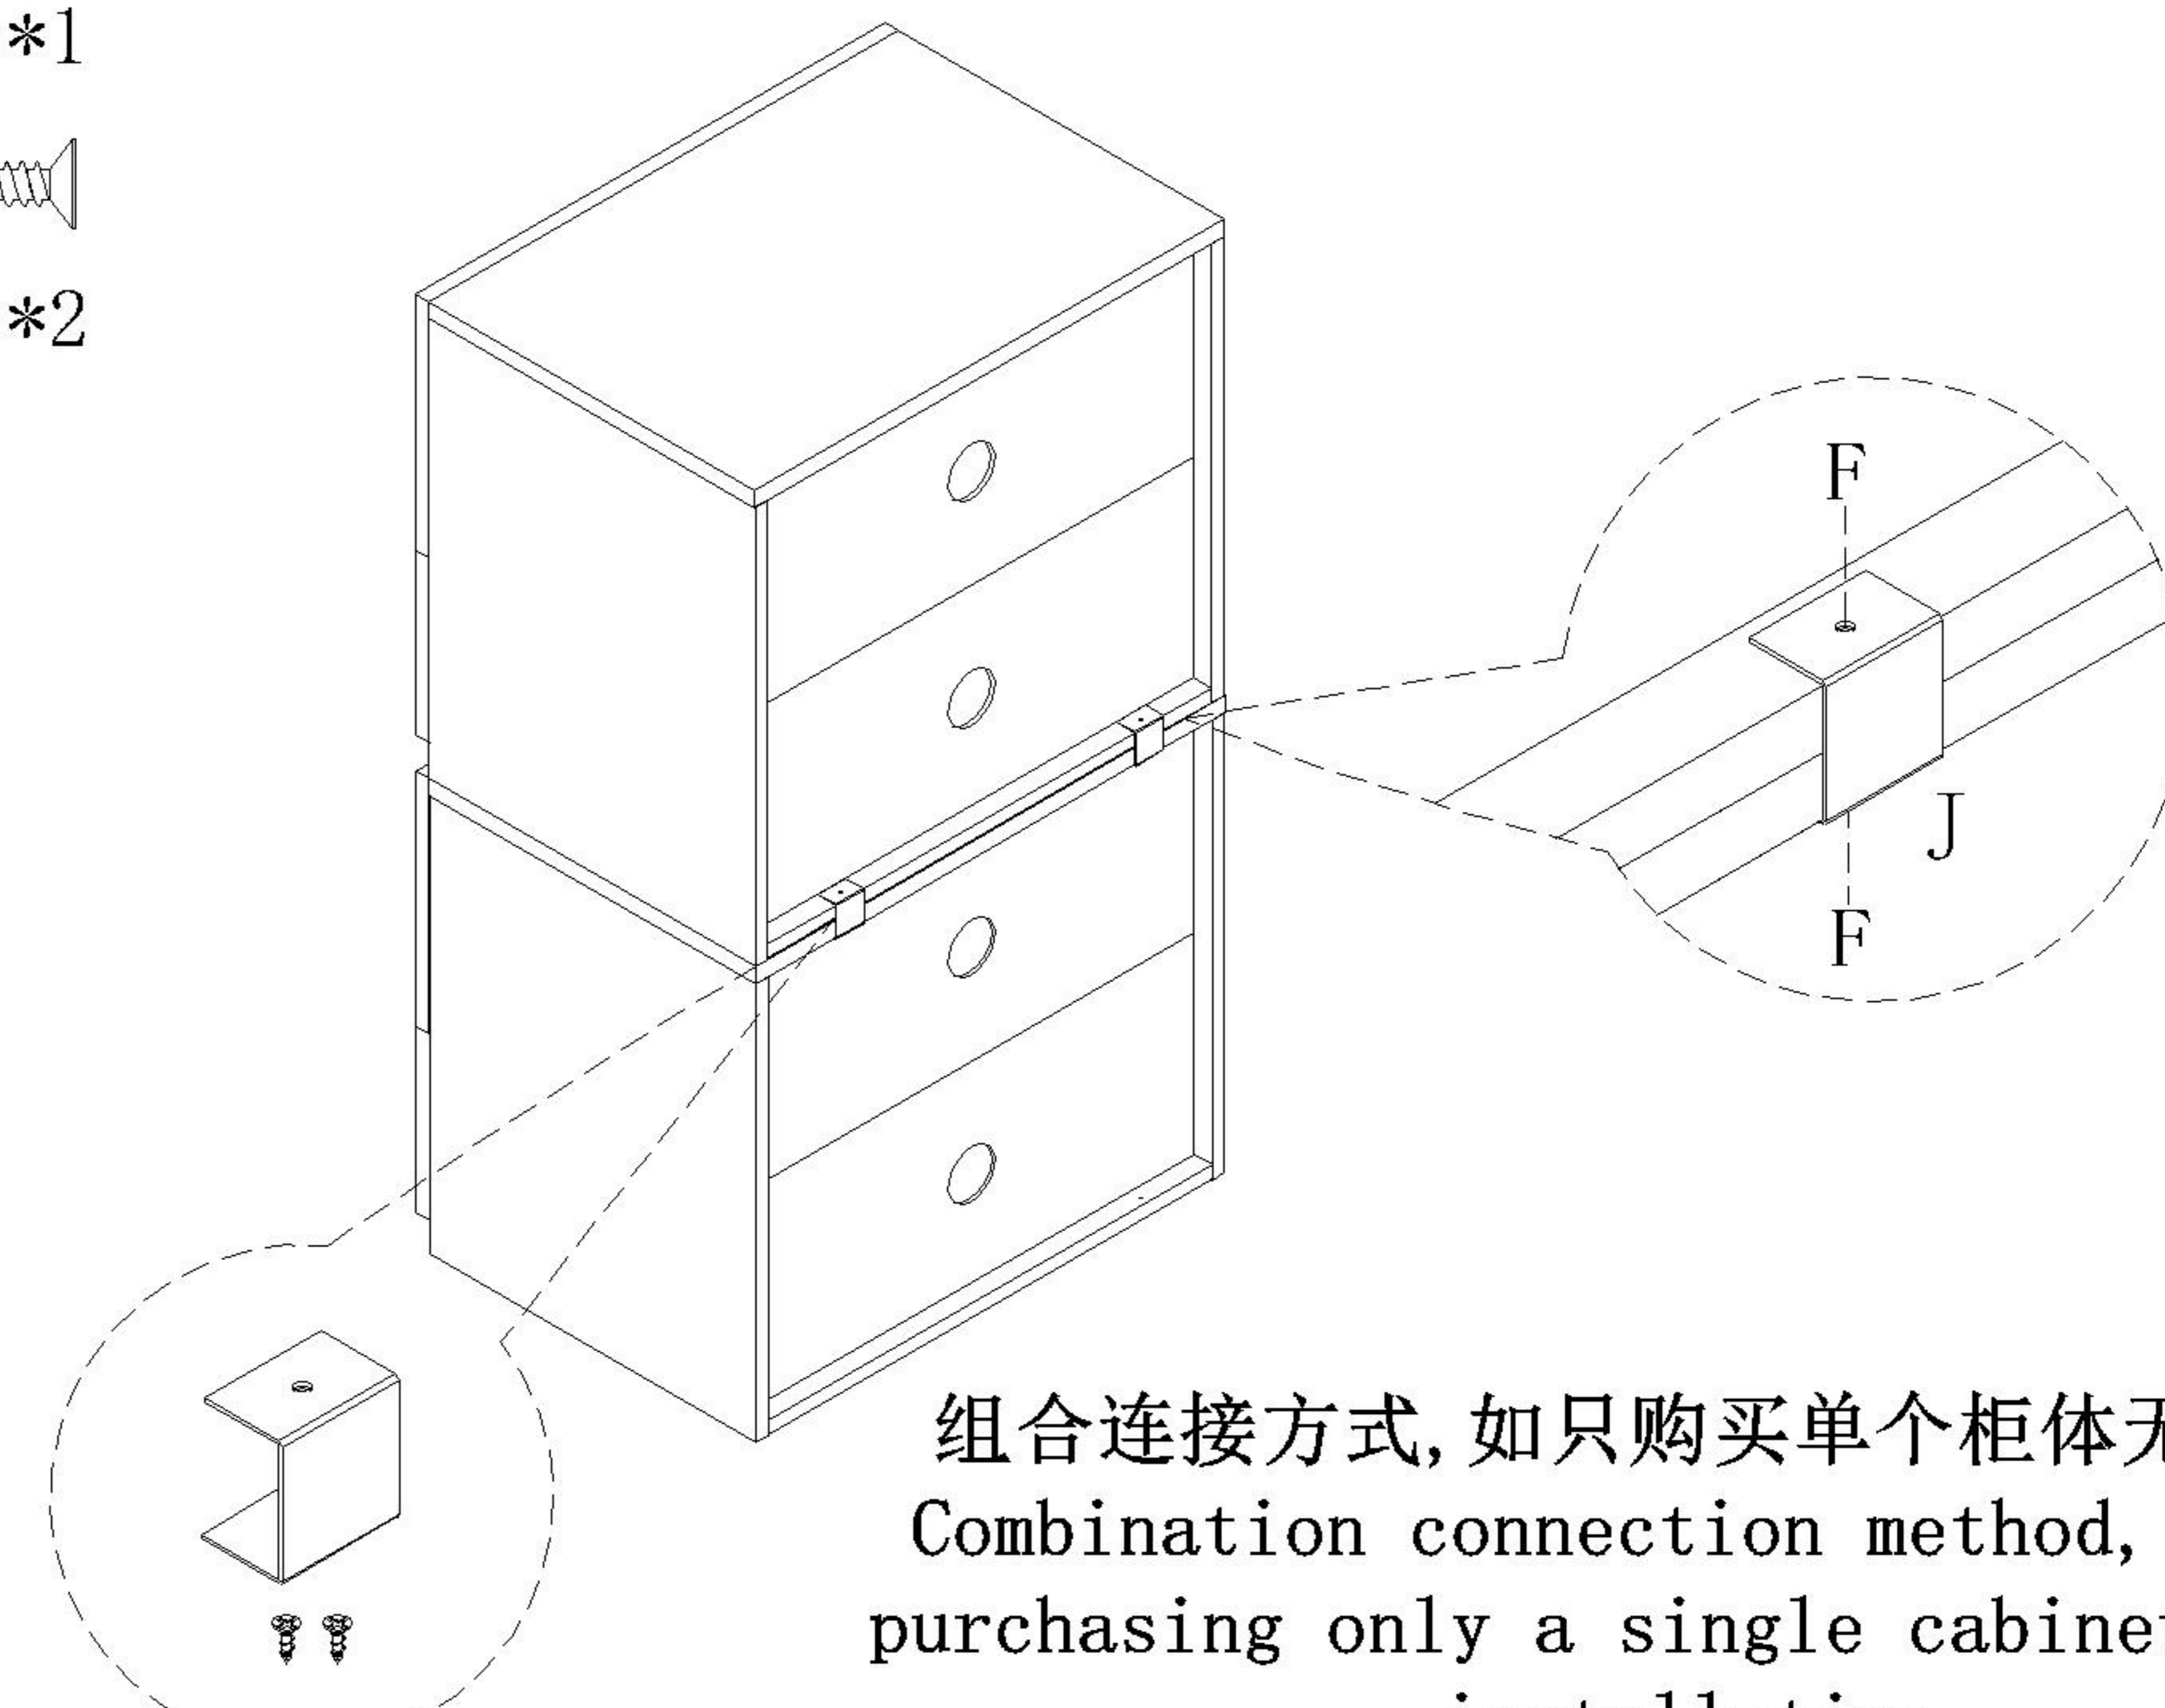 *1
*2
F
J
F
组合连接方式,如只购买单个柜体
Combination connection method,
purchasing only a single cabinet